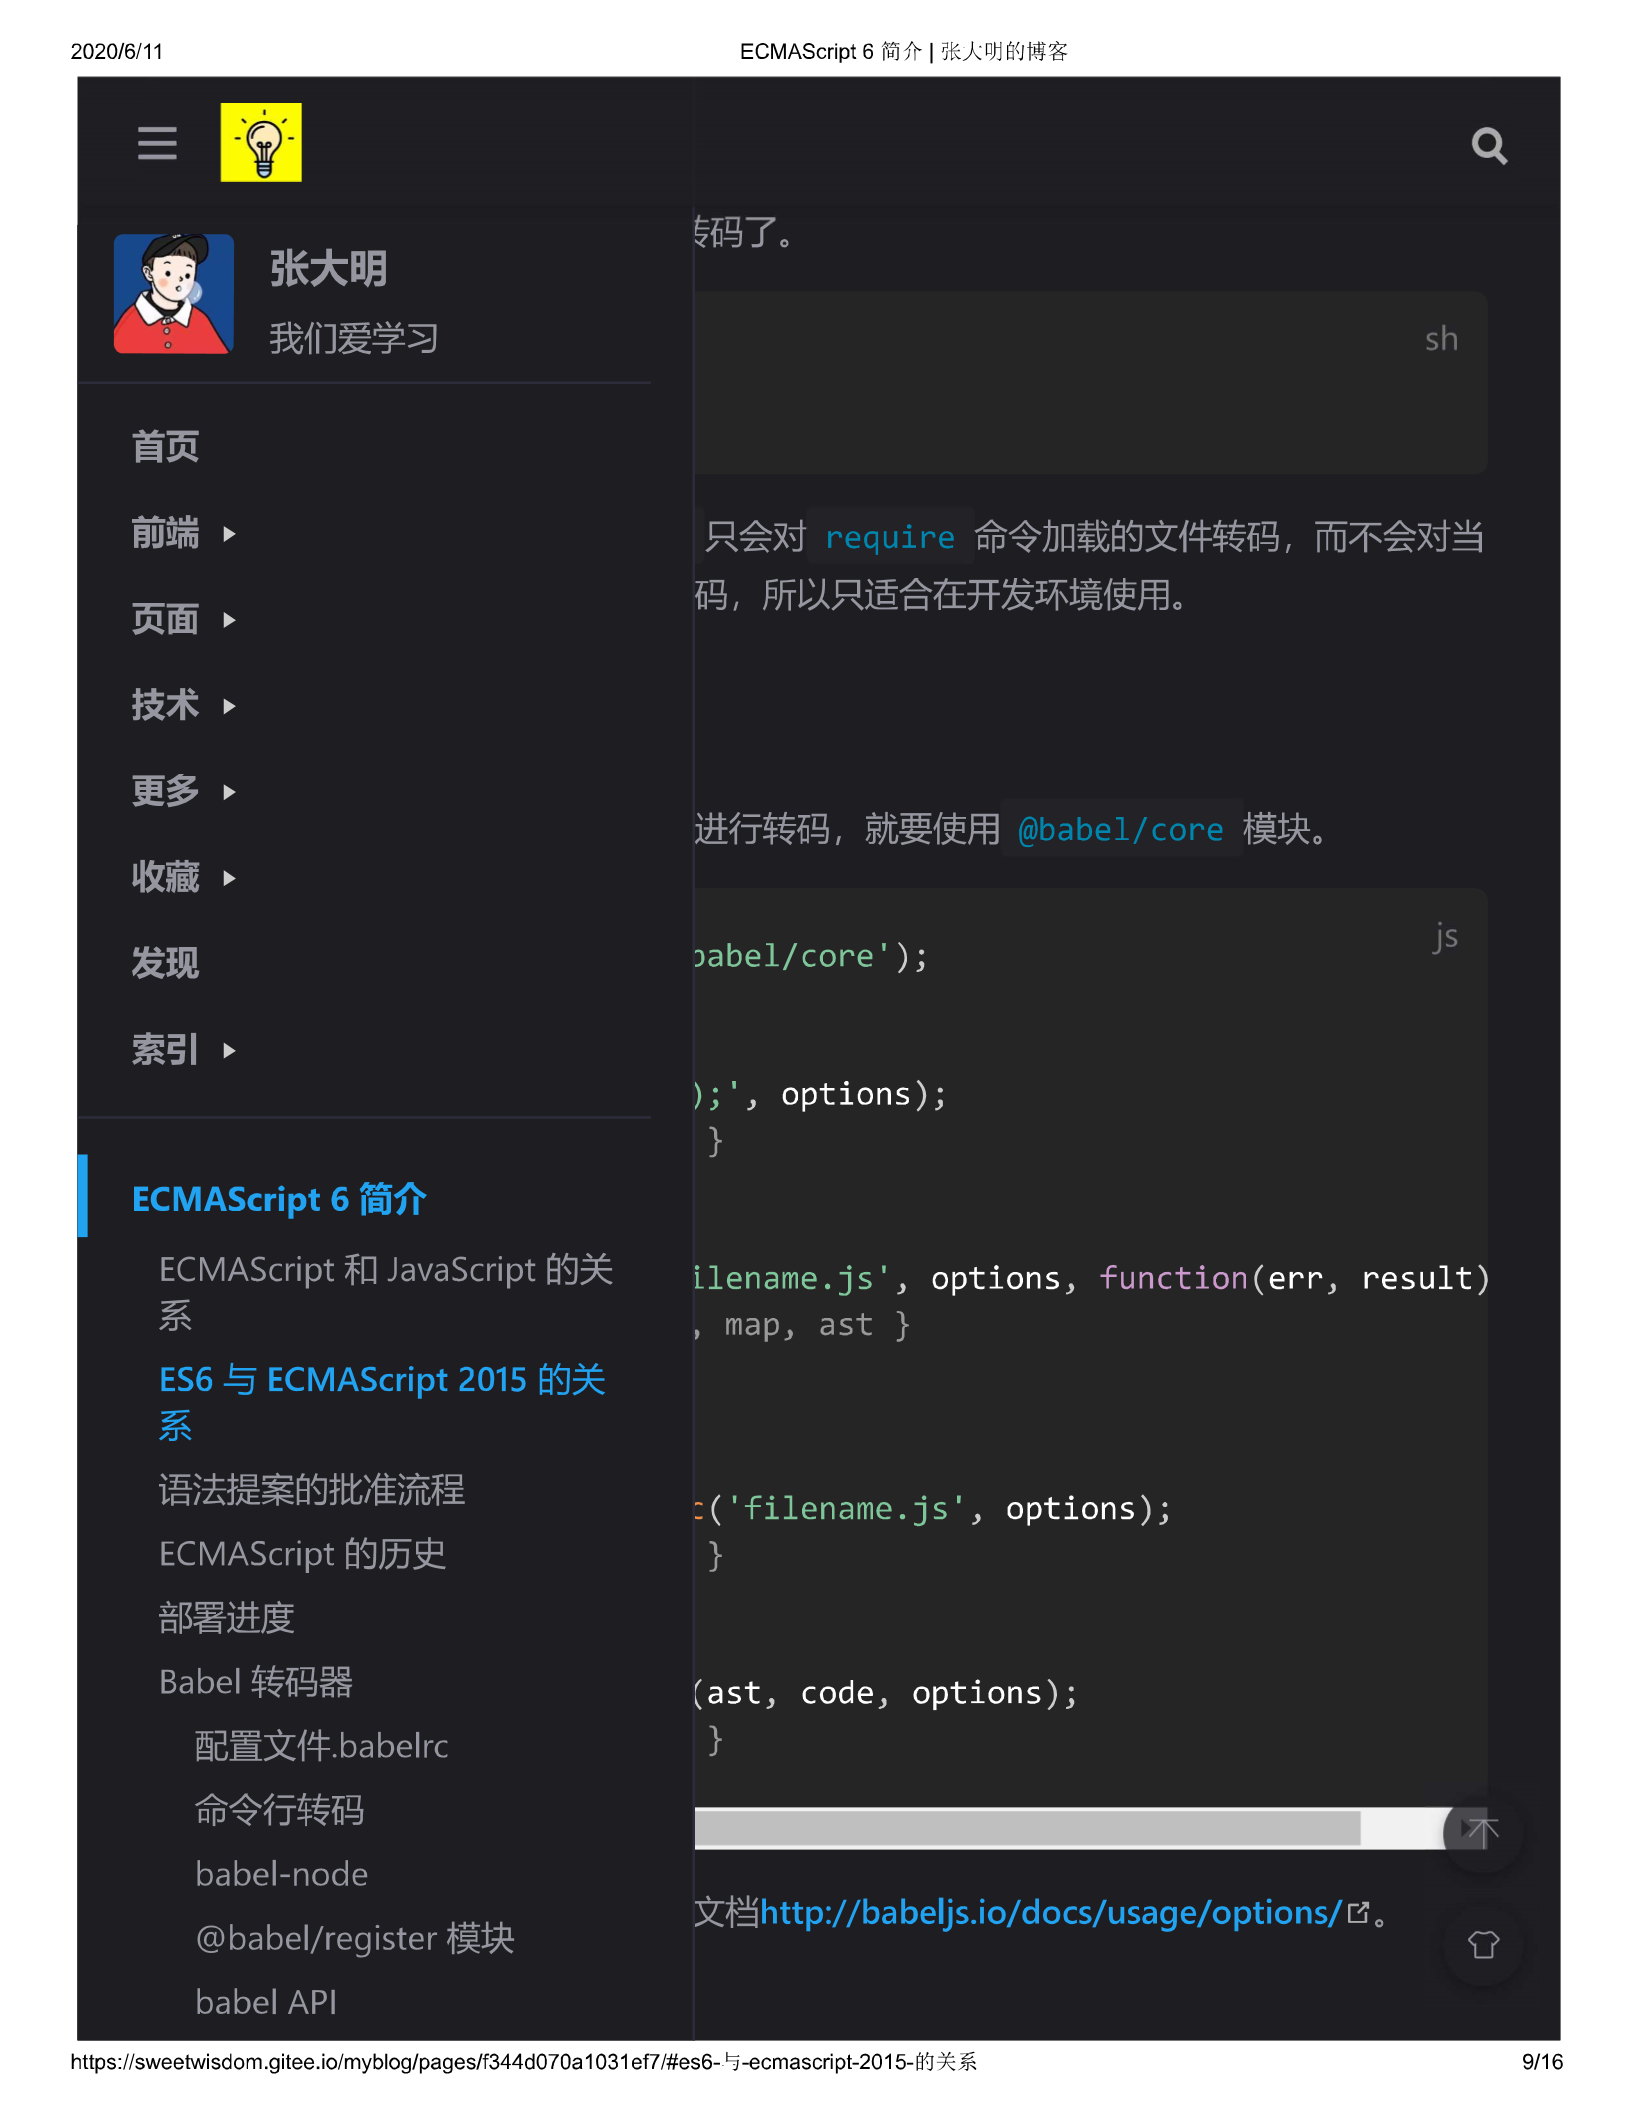 2020/6/11
ECMAScript 6 简介 | 张大明的博客
张大明
我们爱学习
首页
前端
页面
技术
更多
收藏
发现
索引
ECMAScript 6 简介
ECMAScript 和 JavaScript 的关
系
ES6 与 ECMAScript 2015 的关
系
语法提案的批准流程
ECMAScript 的历史
部署进度
Babel 转码器
配置文件.babelrc
命令行转码
babel-node
@babel/register 模块
babel API
转码了。
sh
只会对 require 命令加载的文件转码，而不会对当
码，所以只适合在开发环境使用。
进行转码，就要使用 @babel/core 模块。
js
babel/core');
);', options);
}
ilename.js', options, function(err, result)
, map, ast }
c('filename.js', options);
}
(ast, code, options);
}
文档http://babeljs.io/docs/usage/options/。
https://sweetwisdom.gitee.io/myblog/pages/f344d070a1031ef7/#es6-与-ecmascript-2015-的关系
9/16